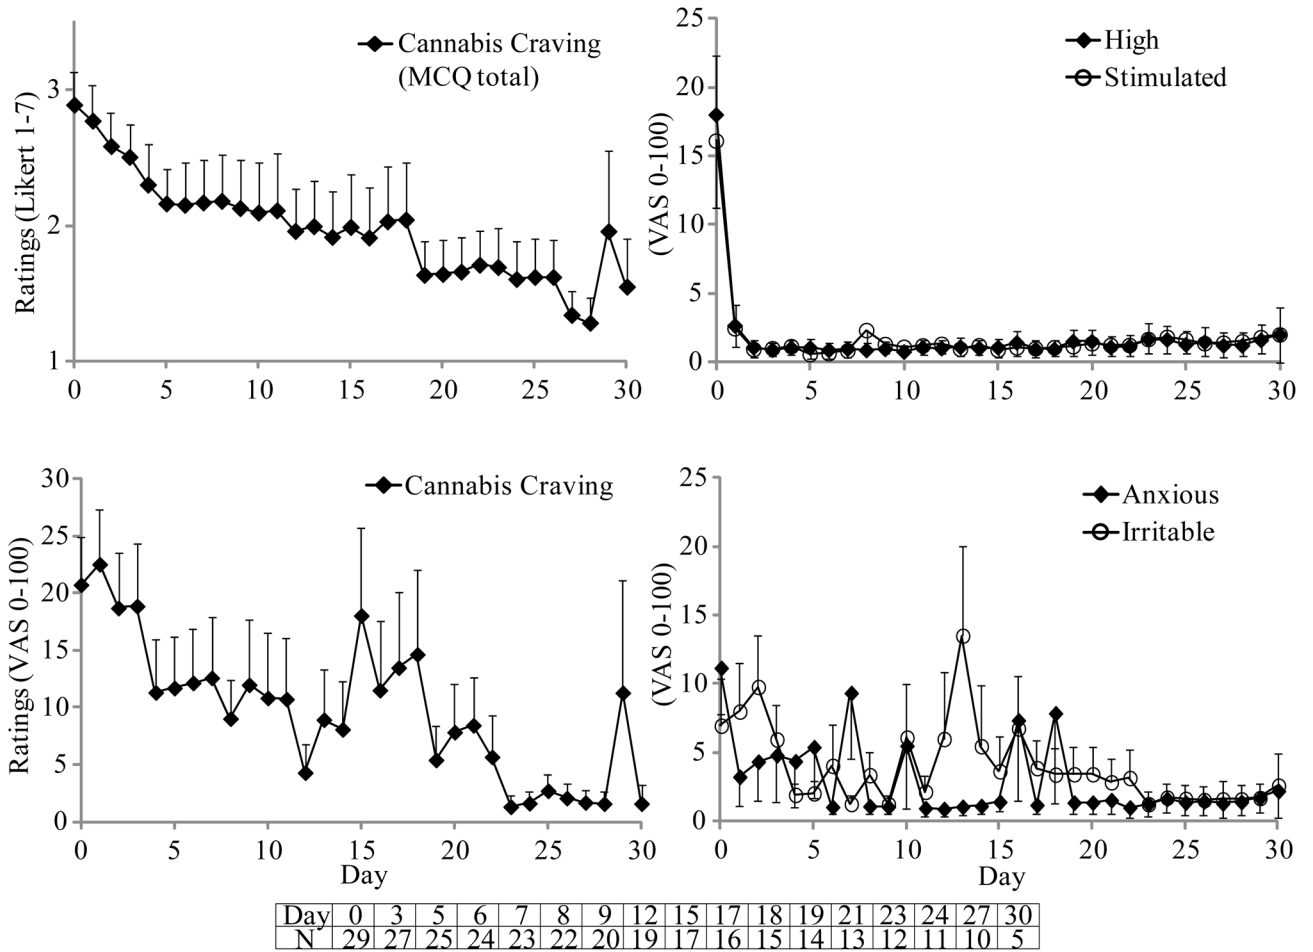 Cannabis Craving
(MCQ total)
Ratings (Likert 1-7)
3
2
1
0 5 10 15 20 25 30
High
Stimulated
(VAS 0-100)
25
20
15
10
5
0
0 5 10 15 20 25 30
Cannabis Craving
Ratings (VAS 0-100)
30
25
20
15
10
5
0
0 5 10 15 20 25 30
Day
Anxious
Irritable
(VAS 0-100)
25
20
15
10
5
0
0 5 10 15 20 25 30
Day
Day 0 3 5 6 7 8 9 12 15 17 18 19 21 23 24 27 30
N 29 27 25 24 23 22 20 19 17 16 15 14 13 12 11 10 5